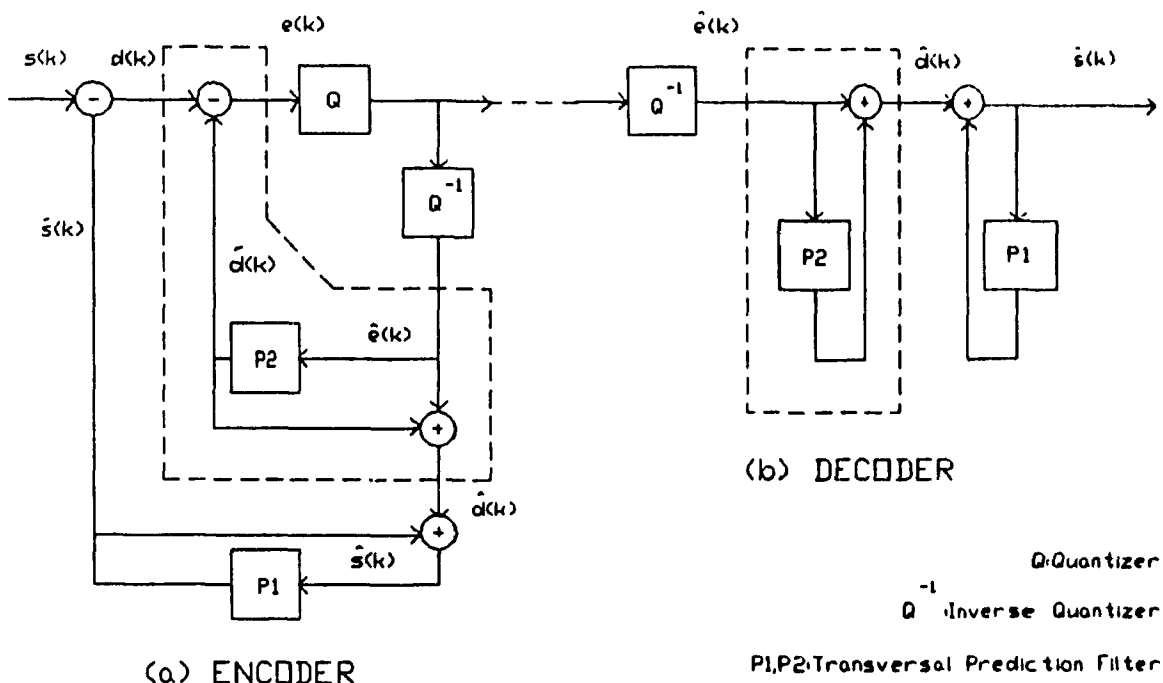 s(k)
d(k)
e(k)
-
-
Q
Q⁻¹
s̃(k)
d̃(k)
P2
ê(k)
+
d̂(k)
+
ŝ(k)
P1
(a) ENCODER
ê(k)
Q⁻¹
+
d̂(k)
+
ŝ(k)
P2
P1
(b) DECODER
Q:Quantizer
Q⁻¹:Inverse Quantizer
P1,P2:Transversal Prediction Filter